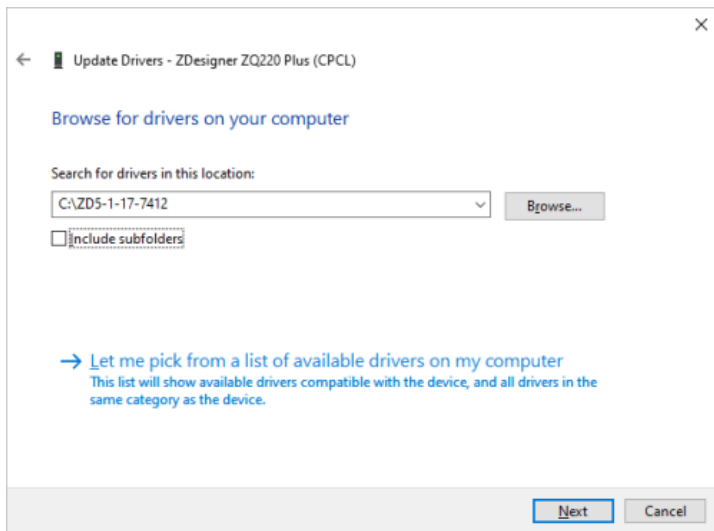 Update Drivers - ZDesigner ZQ220 Plus (CPCL)
Browse for drivers on your computer
Search for drivers in this location:
C:\ZD5-1-17-7412
Browse...
Include subfolders
Let me pick from a list of available drivers on my computer
This list will show available drivers compatible with the device, and all drivers in the
same category as the device.
Next
Cancel